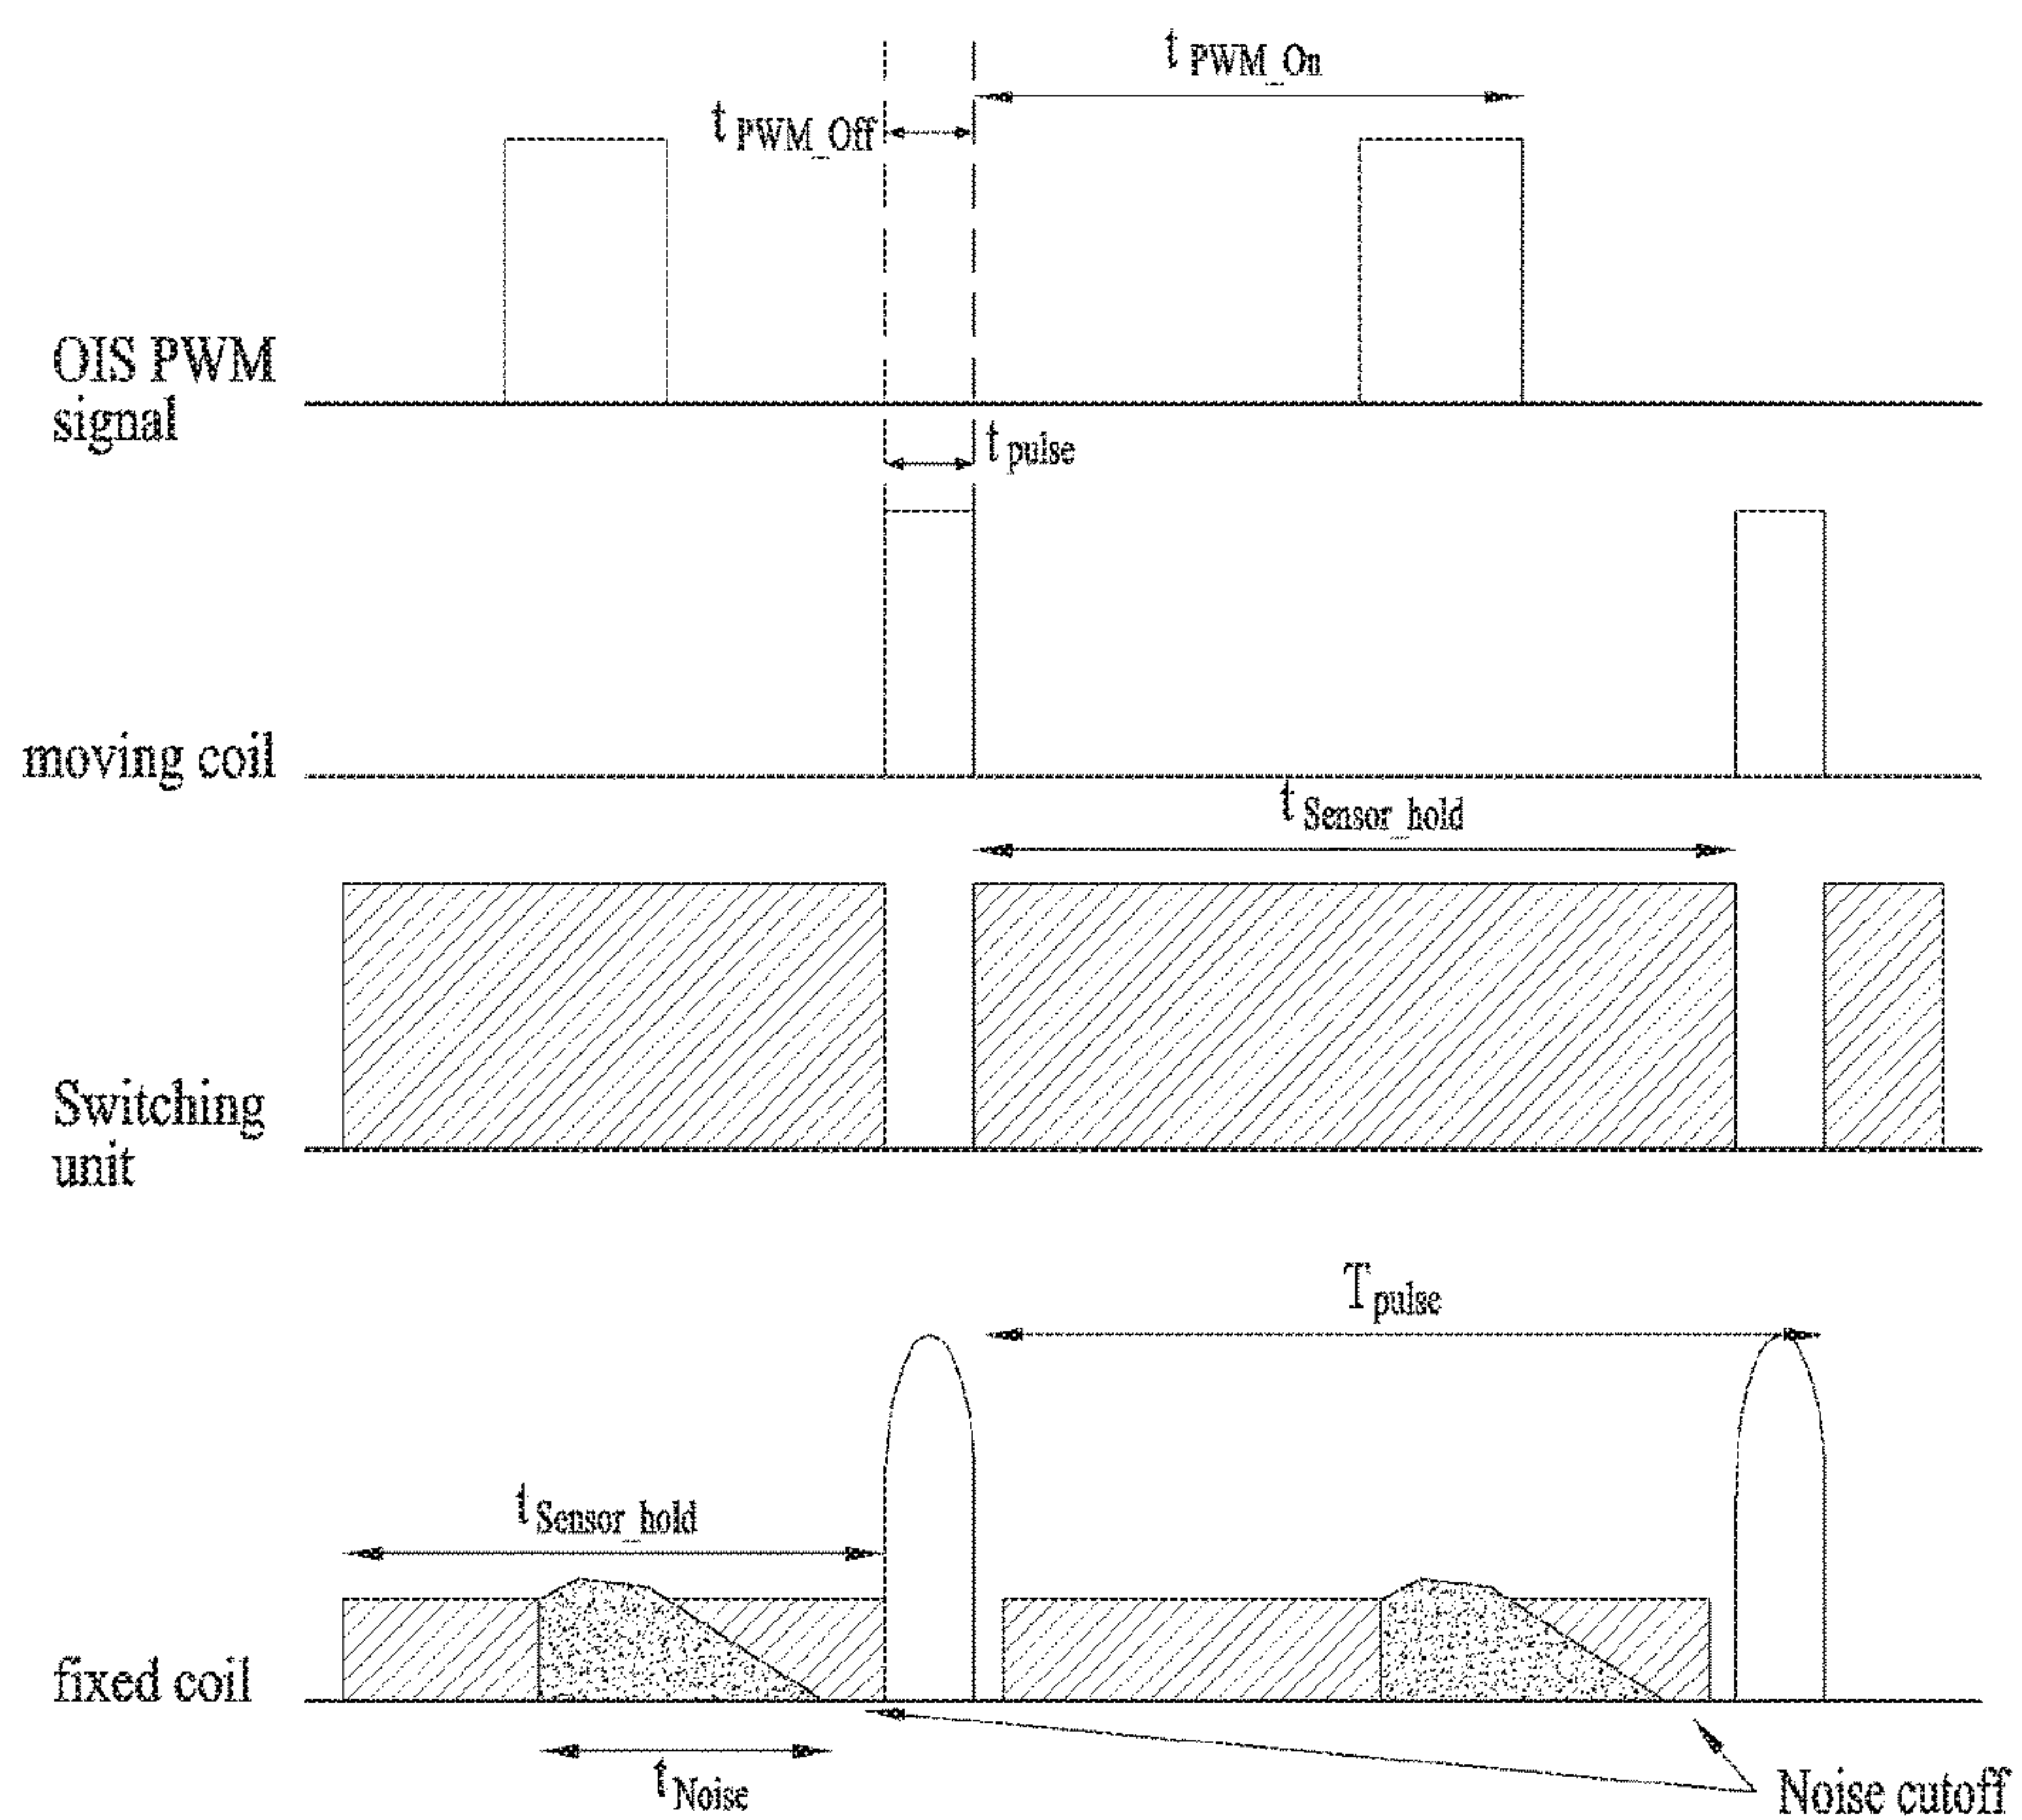 t PWM_On
t PWM_Off
OIS PWM
signal
t pulse
moving coil
t Sensor_hold
Switching
unit
T pulse
t Sensor_hold
fixed coil
t Noise
Noise cutoff